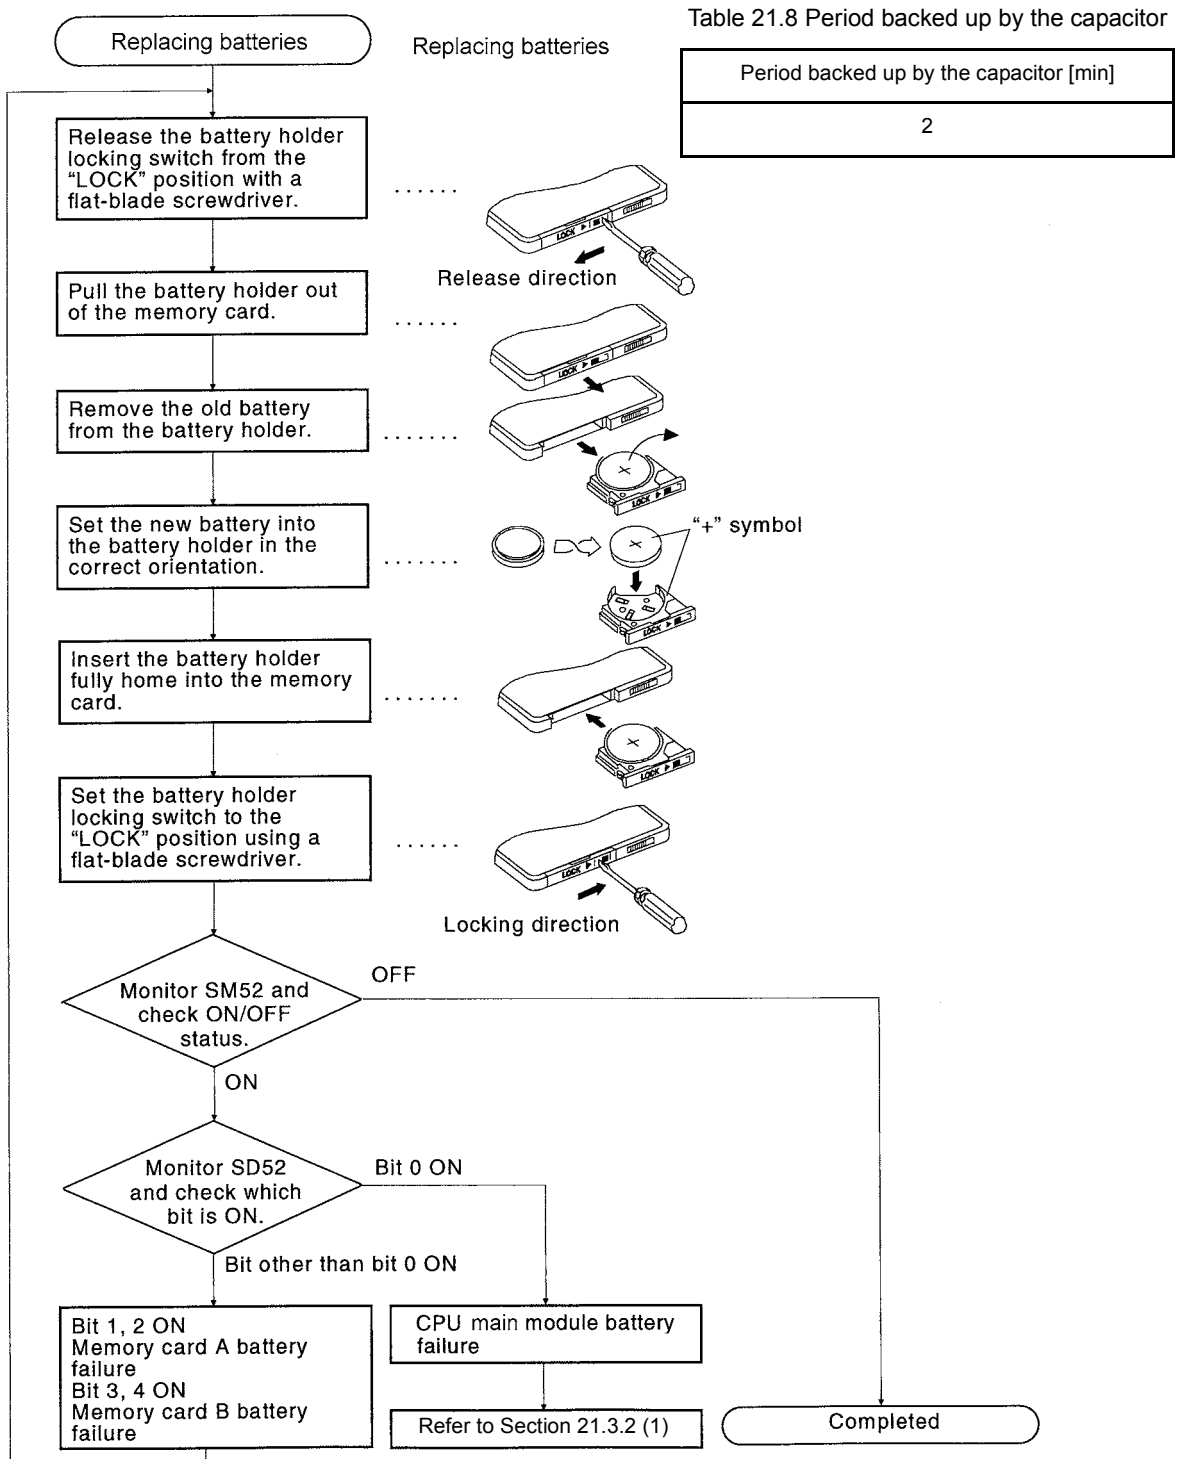 Table 21.8 Period backed up by the capacitor
Period backed up by the capacitor [min]
2
Replacing batteries
Replacing batteries
Release the battery holder
locking switch from the
“LOCK” position with a
flat-blade screwdriver.
......
LOCK
Release direction
Pull the battery holder out
of the memory card.
......
LOCK
Remove the old battery
from the battery holder.
.......
+
LOCK
Set the new battery into
the battery holder in the
correct orientation.
.......
+
“+” symbol
LOCK
Insert the battery holder
fully home into the memory
card.
.......
+
LOCK
Set the battery holder
locking switch to the
“LOCK” position using a
flat-blade screwdriver.
......
LOCK
Locking direction
Monitor SM52 and
check ON/OFF
status.
OFF
ON
Monitor SD52
and check which
bit is ON.
Bit 0 ON
Bit other than bit 0 ON
Bit 1, 2 ON
Memory card A battery
failure
Bit 3, 4 ON
Memory card B battery
failure
CPU main module battery
failure
Refer to Section 21.3.2 (1)
Completed